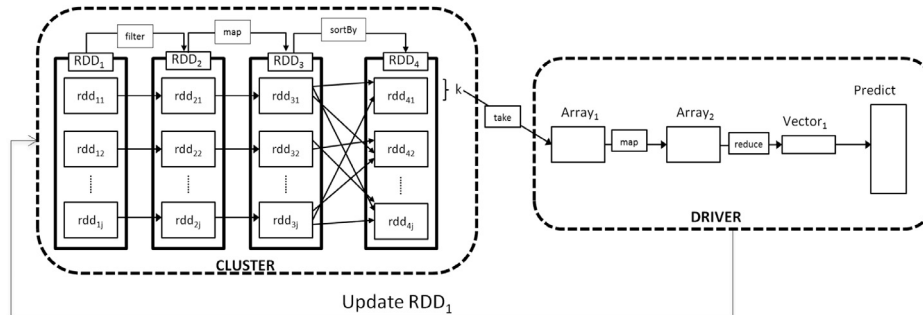 filter
map
sortBy
RDD₁
RDD₂
RDD₃
RDD₄
rdd₁₁
rdd₂₁
rdd₃₁
rdd₄₁
k
take
rdd₁₂
rdd₂₂
rdd₃₂
rdd₄₂
rdd₁ⱼ
rdd₂ⱼ
rdd₃ⱼ
rdd₄ⱼ
CLUSTER
Array₁
map
Array₂
reduce
Vector₁
Predict
DRIVER
Update RDD₁